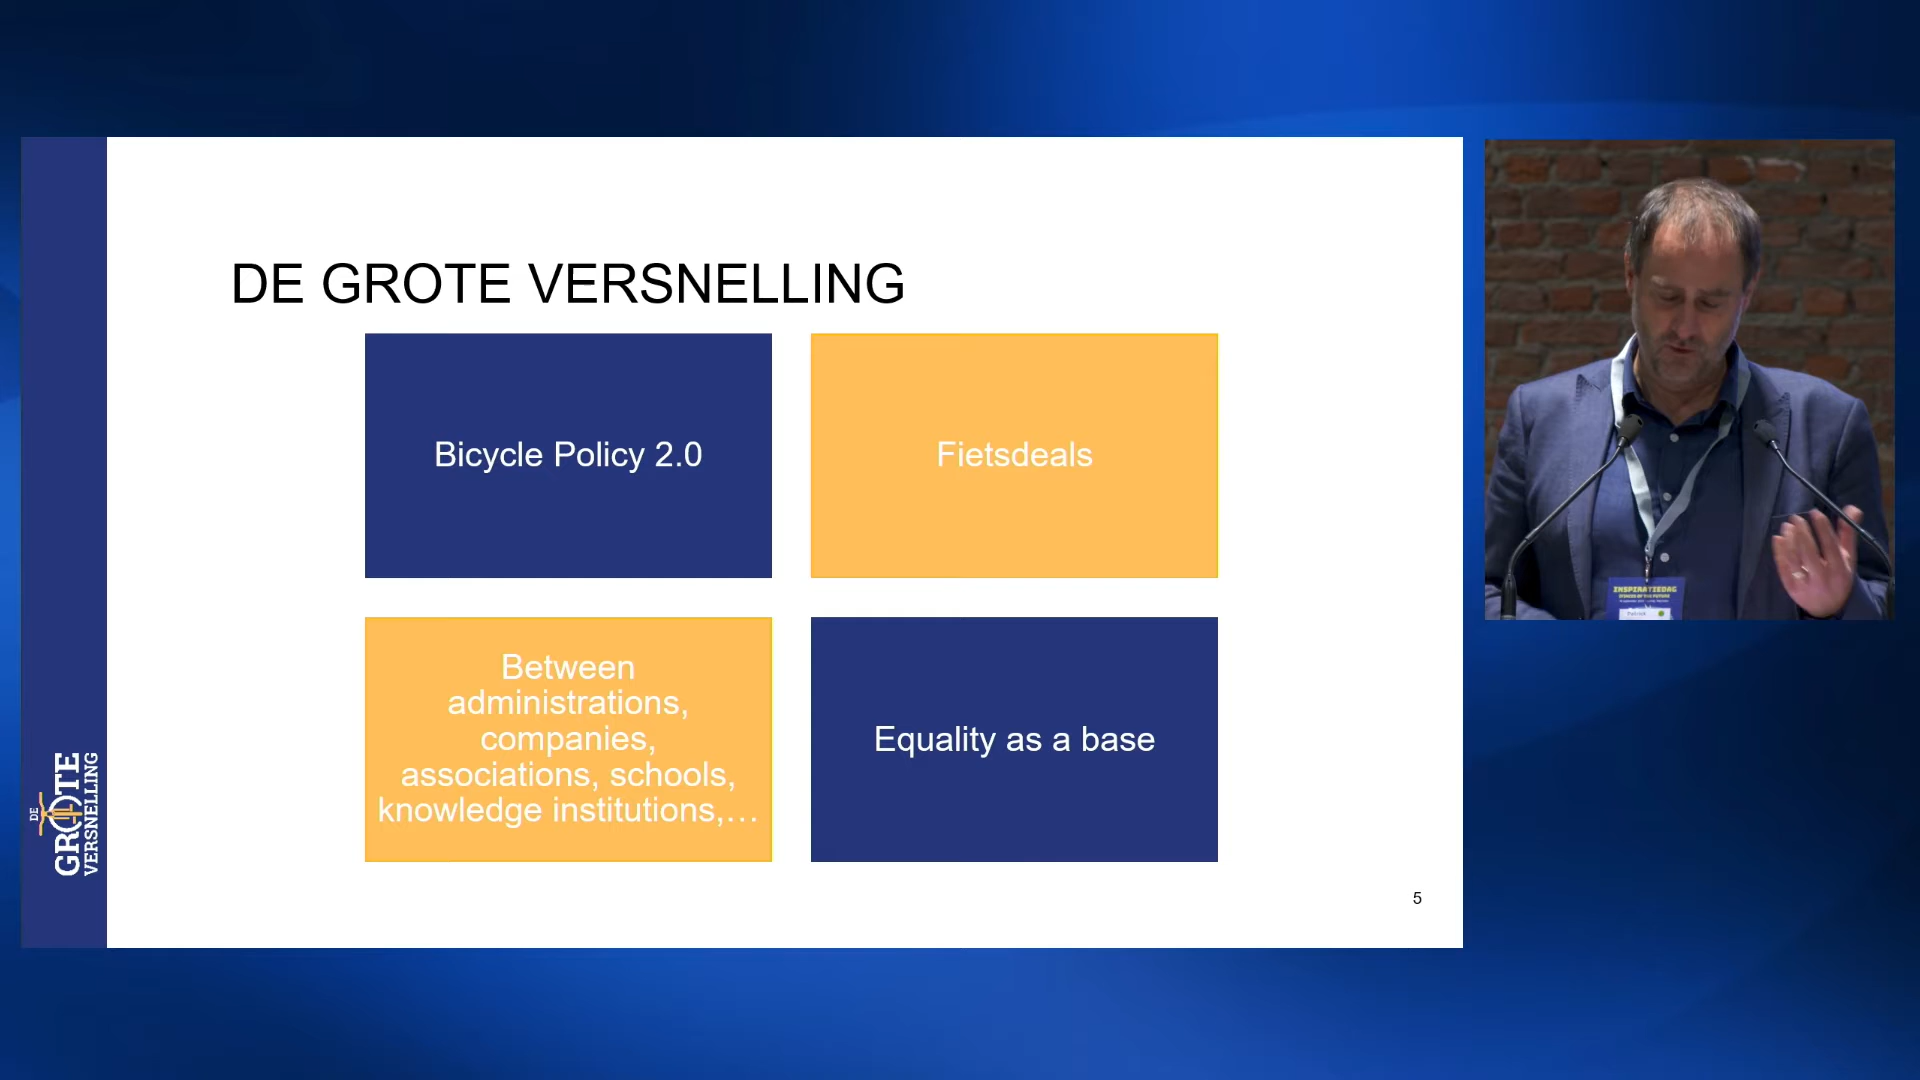 DE GROTE VERSNELLING
Bicycle Policy 2.0
Fietsdeals
Between
administrations,
companies,
associations, schools,
knowledge institutions,...
Equality as a base
5
DE
GROTE
VERSNELLING
INSPIRATIEDAG